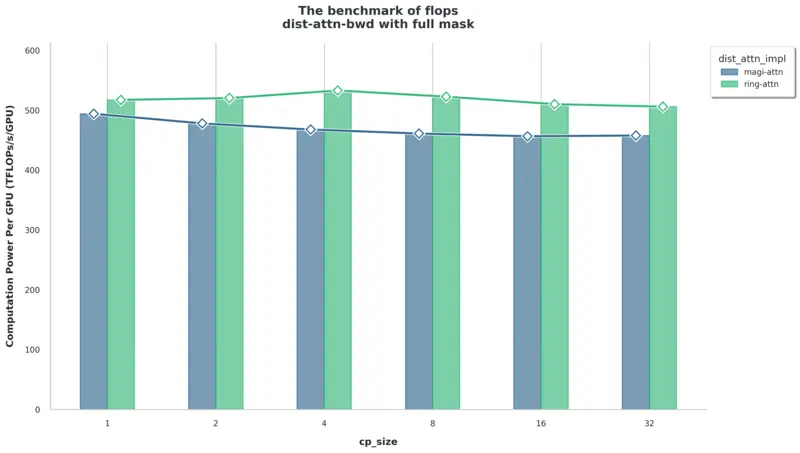 The benchmark of flops
dist-attn-bwd with full mask
Computation Power Per GPU (TFLOPs/s/GPU)
600
500
400
300
200
100
0
1
2
4
8
16
32
cp_size
dist_attn_impl
magi-attn
ring-attn